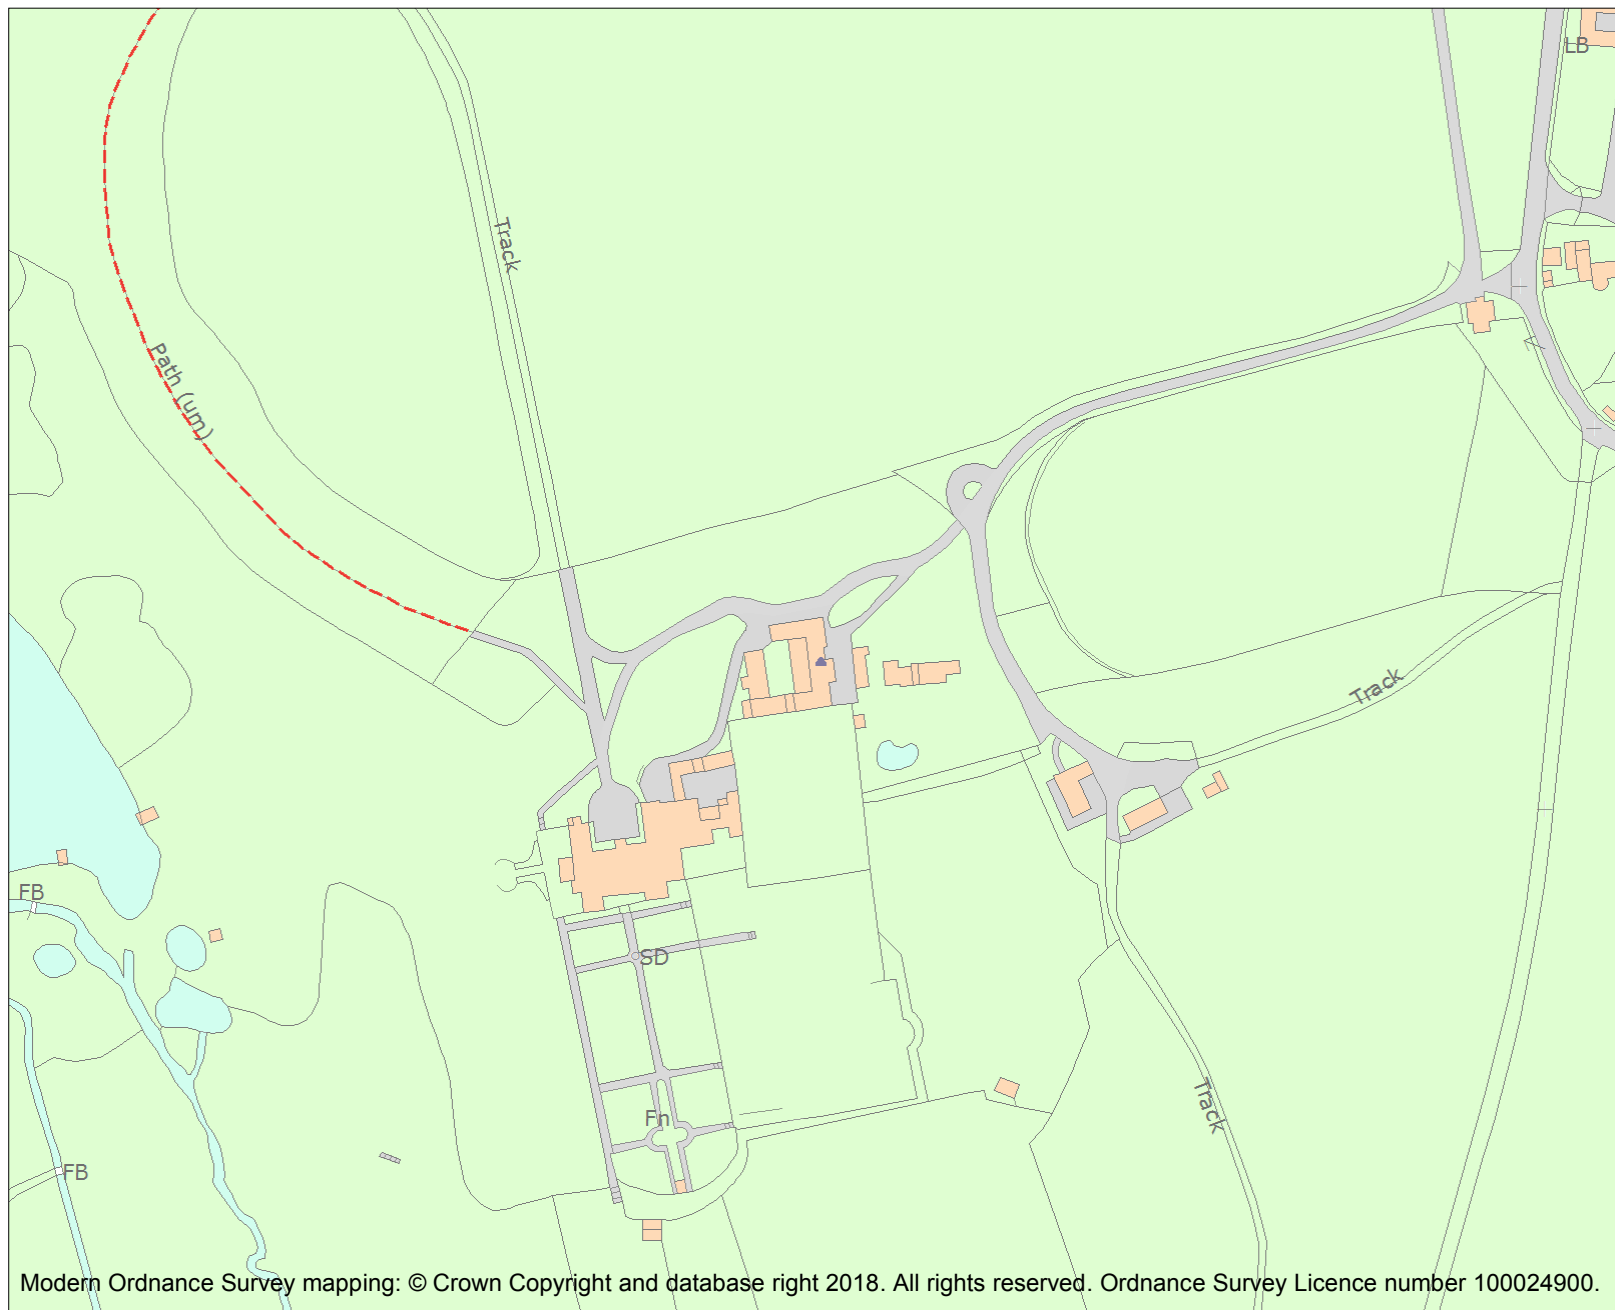 LB
Track
Path (um)
Track
FB
SD
Track
Fn
FB
Modern Ordnance Survey mapping: © Crown Copyright and database right 2018. All rights reserved. Ordnance Survey Licence number 100024900.